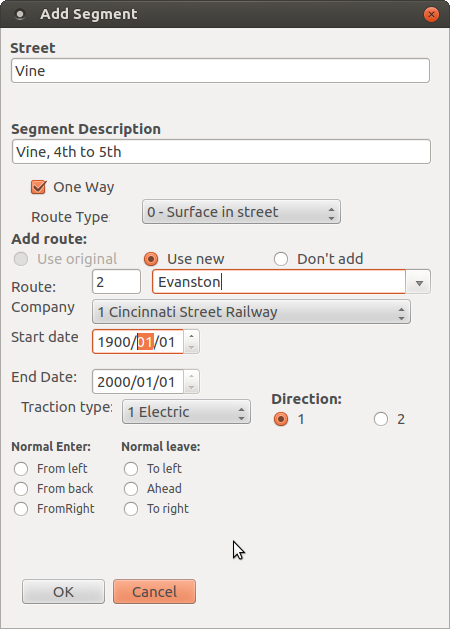 Add Segment
Street
Vine
Segment Description
Vine, 4th to 5th
One Way
Route Type: 0 - Surface in street
Add route:
Use original Use new Don't add
Route: 2 Evanston
Company 1 Cincinnati Street Railway
Start date 1900/01/01
End Date: 2000/01/01
Traction type: 1 Electric Direction:
1 2
Normal Enter: Normal leave:
From left To left
From back Ahead
FromRight To right
OK Cancel